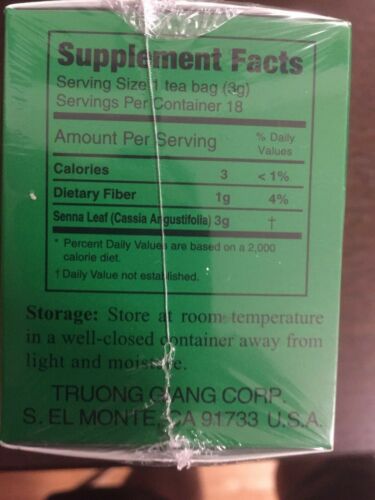 Supplement Facts
Serving Size 1 tea bag (3g)
Servings Per Container 18
Amount Per Serving % Daily Values
Calories 3 < 1%
Dietary Fiber 1g 4%
Senna Leaf (Cassia Angustifolia) 3g †
* Percent Daily Values are based on a 2,000
calorie diet.
† Daily Value not established.
Storage: Store at room temperature
in a well-closed container away from
light and moisture.
TRUONG GIANG CORP.
S. EL MONTE, CA 91733 U.S.A.